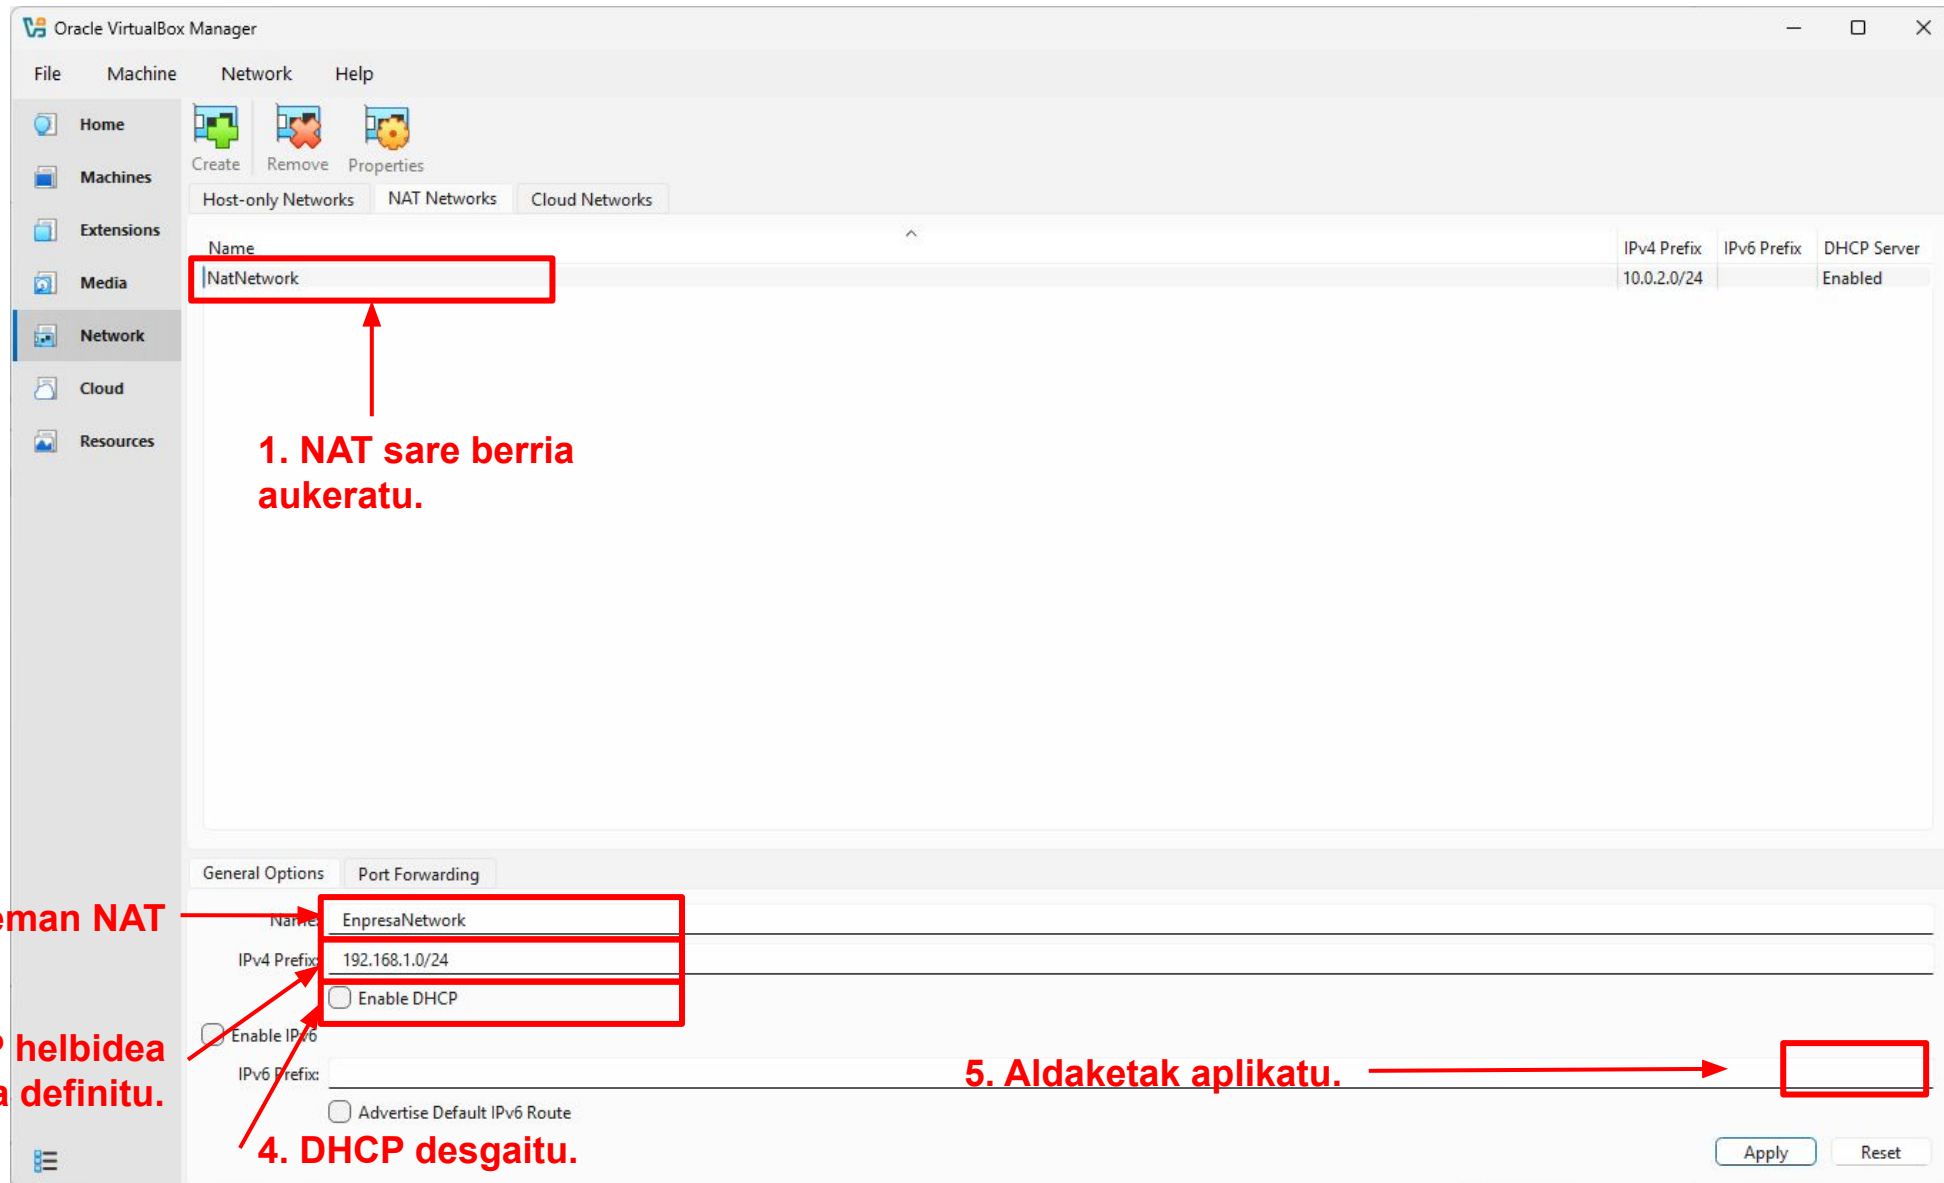 Oracle VirtualBox Manager
File Machine Network Help
Home
Machines
Extensions
Media
Network
Cloud
Resources
Create Remove Properties
Host-only Networks NAT Networks Cloud Networks
Name IPv4 Prefix IPv6 Prefix DHCP Server
NatNetwork 10.0.2.0/24 Enabled
1. NAT sare berria
aukeratu.
General Options Port Forwarding
eman NAT
Name: EnpresaNetwork
IPv4 Prefix: 192.168.1.0/24
Enable DHCP
Enable IPv6
helbidea
definitu.
IPv6 Prefix:
5. Aldaketak aplikatu.
Advertise Default IPv6 Route
4. DHCP desgaitu.
Apply Reset